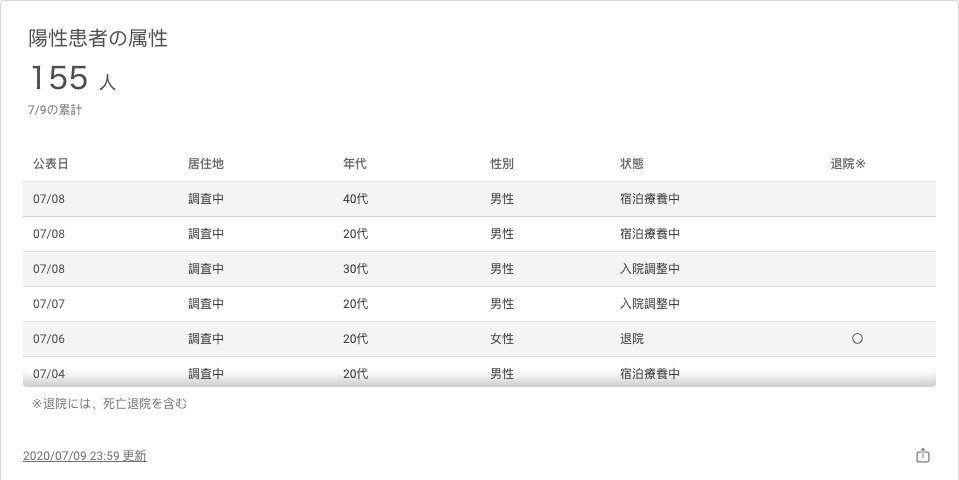 陽性患者の属性
155 人
7/9の累計
公表日 居住地 年代 性別 状態 退院※
07/08 調査中 40代 男性 宿泊療養中
07/08 調査中 20代 男性 宿泊療養中
07/08 調査中 30代 男性 入院調整中
07/07 調査中 20代 男性 入院調整中
07/06 調査中 20代 女性 退院 〇
07/04 調査中 20代 男性 宿泊療養中
※退院には、死亡退院を含む
2020/07/09 23:59 更新